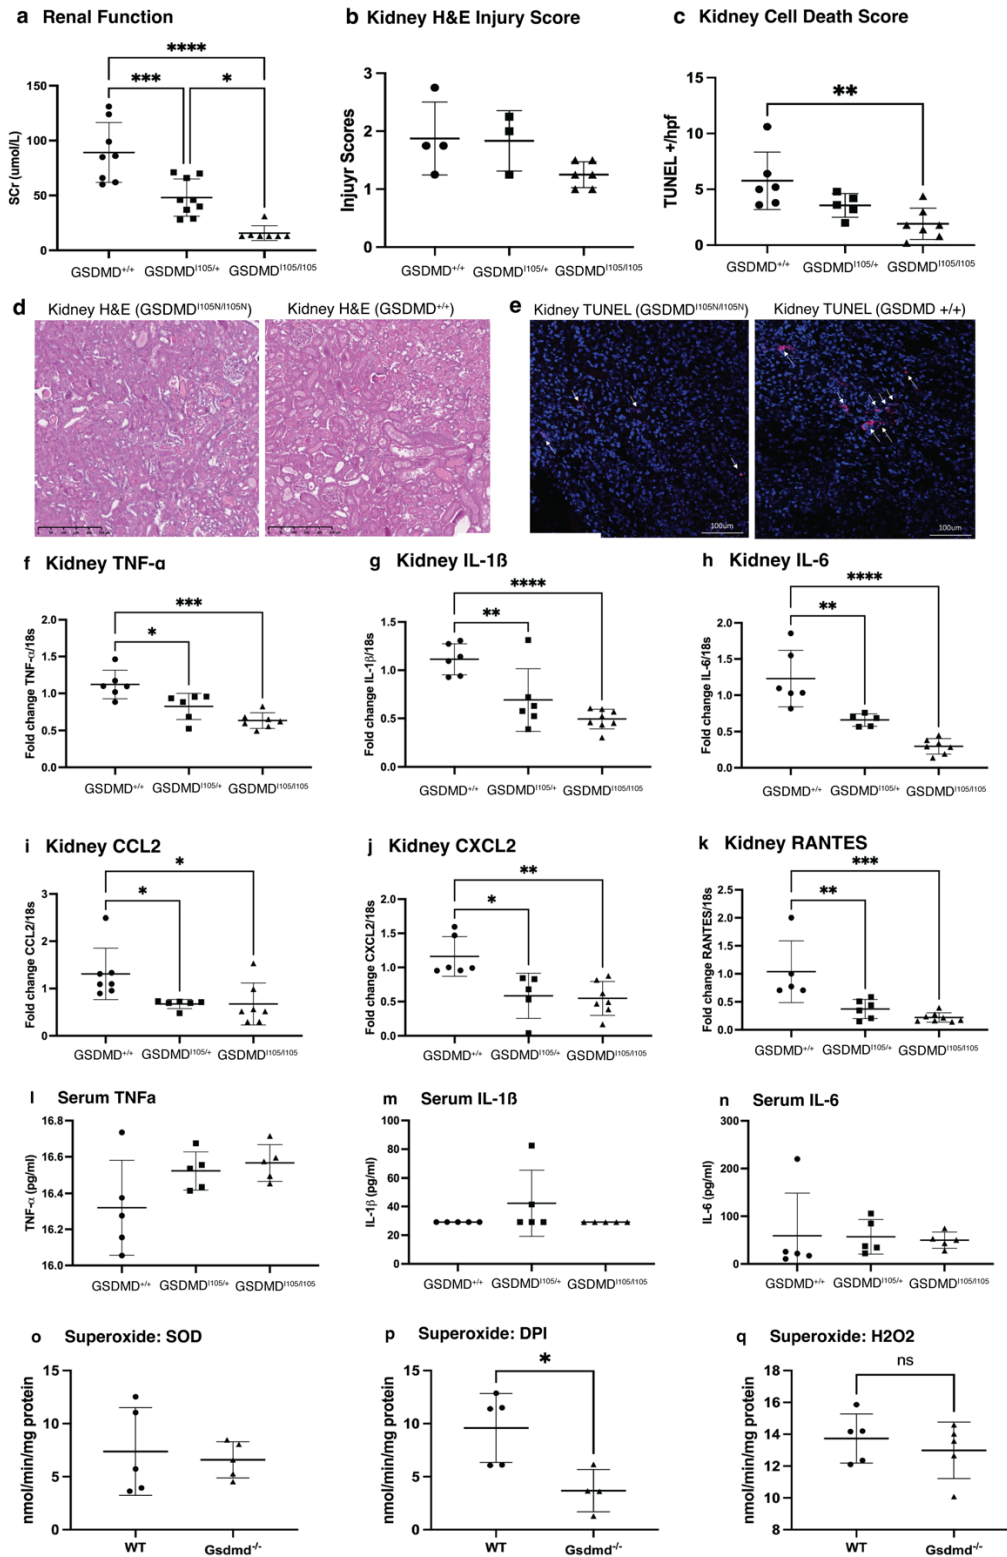 a Renal Function
****
*** *
SCr (umol/L)
150
100
50
0
GSDMD+/+ GSDMDI105/+ GSDMDI105/I105
b Kidney H&E Injury Score
Injuyr Scores
3
2
1
0
GSDMD+/+ GSDMDI105/+ GSDMDI105/I105
c Kidney Cell Death Score
**
TUNEL +/hpf
15
10
5
0
GSDMD+/+ GSDMDI105/+ GSDMDI105/I105
d Kidney H&E (GSDMDI105N/I105N) Kidney H&E (GSDMD+/+)
e Kidney TUNEL (GSDMDI105N/I105N) Kidney TUNEL (GSDMD +/+)
100um 100um
f Kidney TNF-α
***
*
Fold change TNF-α/18s
2.0
1.5
1.0
0.5
0.0
GSDMD+/+ GSDMDI105/+ GSDMDI105/I105
g Kidney IL-1ß
****
**
Fold change IL-1β/18s
2.0
1.5
1.0
0.5
0.0
GSDMD+/+ GSDMDI105/+ GSDMDI105/I105
h Kidney IL-6
****
**
Fold change IL-6/18s
2.0
1.5
1.0
0.5
0.0
GSDMD+/+ GSDMDI105/+ GSDMDI105/I105
i Kidney CCL2
*
*
Fold change CCL2/18s
3
2
1
0
GSDMD+/+ GSDMDI105/+ GSDMDI105/I105
j Kidney CXCL2
**
*
Fold change CXCL2/18s
2.0
1.5
1.0
0.5
0.0
GSDMD+/+ GSDMDI105/+ GSDMDI105/I105
k Kidney RANTES
***
**
Fold change RANTES/18s
2.5
2.0
1.5
1.0
0.5
0.0
GSDMD+/+ GSDMDI105/+ GSDMDI105/I105
l Serum TNFa
TNF-α (pg/ml)
16.8
16.6
16.4
16.2
16.0
GSDMD+/+ GSDMDI105/+ GSDMDI105/I105
m Serum IL-1ß
IL-1β (pg/ml)
100
80
60
40
20
0
GSDMD+/+ GSDMDI105/+ GSDMDI105/I105
n Serum IL-6
IL-6 (pg/ml)
300
200
100
0
GSDMD+/+ GSDMDI105/+ GSDMDI105/I105
o Superoxide: SOD
nmol/min/mg protein
15
10
5
0
WT Gsdmd-/-
p Superoxide: DPI
*
nmol/min/mg protein
15
10
5
0
WT Gsdmd-/-
q Superoxide: H2O2
ns
nmol/min/mg protein
18
16
14
12
10
8
WT Gsdmd-/-